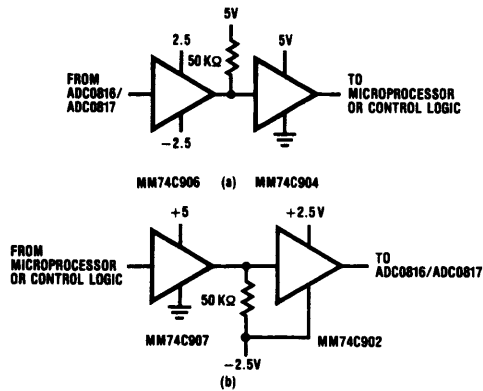 5V
2.5
50 KΩ
5V
FROM
ADC0816/
ADC0817
TO
MICROPROCESSOR
OR CONTROL LOGIC
−2.5
MM74C906 (a) MM74C904
+5
+2.5V
FROM
MICROPROCESSOR
OR CONTROL LOGIC
TO
ADC0816/ADC0817
50 KΩ
MM74C907
MM74C902
−2.5V
(b)